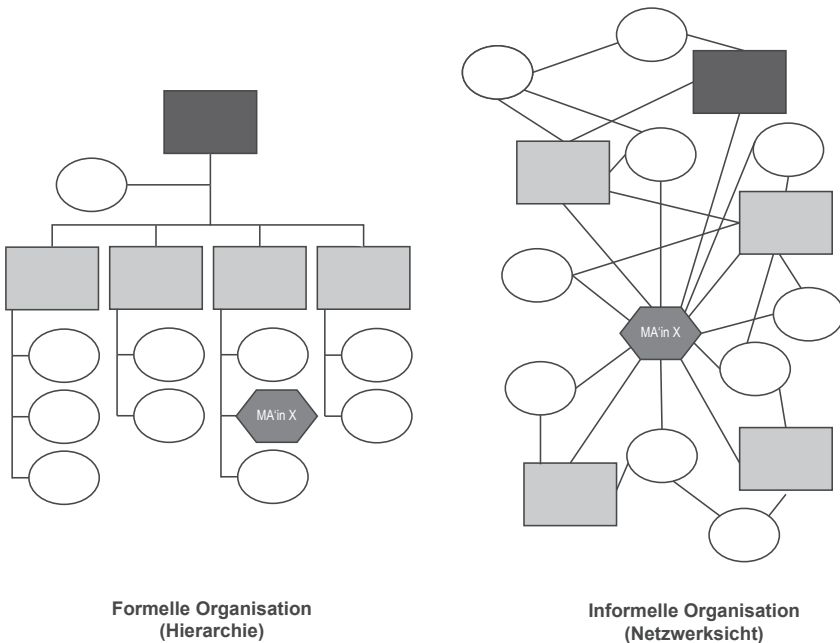 MA'in X
MA'in X
Formelle Organisation
(Hierarchie)
Informelle Organisation
(Netzwerksicht)